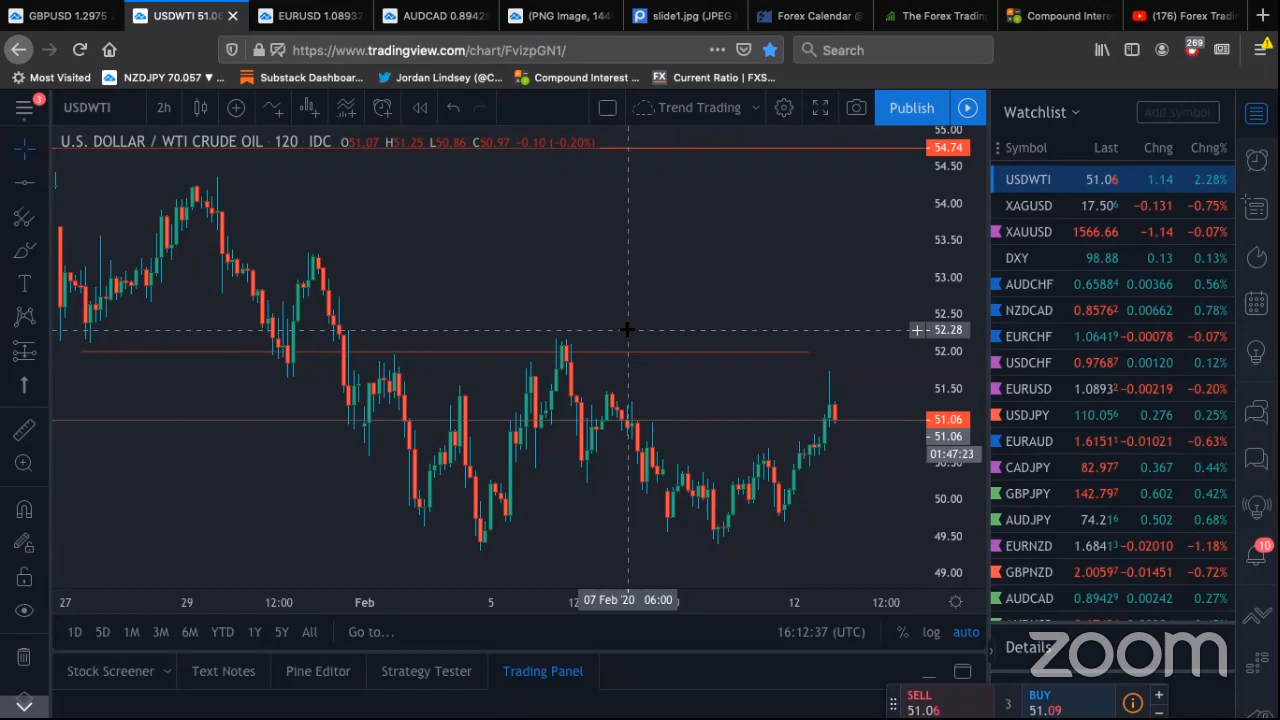 GBPUSD 1.2975
USDWTI 51.0
EURUSD 1.0893
AUDCAD 0.8942
(PNG Image, 144
slide1.jpg (JPEG
Forex Calendar @
The Forex Tradin
Compound Intere
(176) Forex Tradi
https://www.tradingview.com/chart/FvizpGN1/
Search
269
Most Visited
NZDJPY 70.057 ▼ ...
Substack Dashboar...
Jordan Lindsey (@C...
Compound Interest ...
FX Current Ratio | FXS...
3
USDWTI
2h
Trend Trading
Publish
Watchlist
Add symbol
U.S. DOLLAR / WTI CRUDE OIL · 120 · IDC O51.07 H51.25 L50.86 C50.97 −0.10 (−0.20%)
55.00
54.74
54.50
54.00
53.50
53.00
52.50
52.28
52.00
51.50
51.06
51.06
01:47:23
50.50
50.00
49.50
49.00
Symbol Last Chng Chng%
USDWTI 51.06 1.14 2.28%
XAGUSD 17.506 −0.131 −0.75%
XAUUSD 1566.66 −1.14 −0.07%
DXY 98.88 0.13 0.13%
AUDCHF 0.65884 0.00366 0.56%
NZDCAD 0.85762 0.00662 0.78%
EURCHF 1.06419 −0.00078 −0.07%
USDCHF 0.97687 0.00120 0.12%
EURUSD 1.08932 −0.00219 −0.20%
USDJPY 110.056 0.276 0.25%
EURAUD 1.61511 −0.01021 −0.63%
CADJPY 82.977 0.367 0.44%
GBPJPY 142.797 0.602 0.42%
AUDJPY 74.216 0.502 0.68%
EURNZD 1.68413 −0.02010 −1.18%
GBPNZD 2.00597 −0.01451 −0.72%
AUDCAD 0.89429 0.00242 0.27%
10
27
29
12:00
Feb
5
12
07 Feb '20 06:00
12
12:00
1D 5D 1M 3M 6M YTD 1Y 5Y All
Go to...
16:12:37 (UTC)
%
log
auto
Details
zoom
Stock Screener
Text Notes
Pine Editor
Strategy Tester
Trading Panel
SELL
51.06
3
BUY
51.09